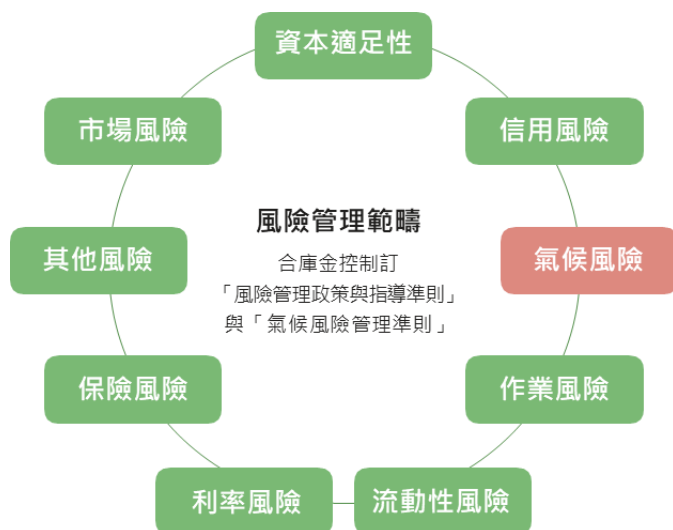 資本適足性
市場風險
信用風險
風險管理範疇
其他風險
合庫金控制訂
氣候風險
「風險管理政策與指導準則」
與「氣候風險管理準則」
保險風險
作業風險
利率風險
流動性風險